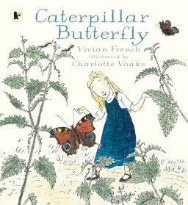 Caterpillar
Butterfly
Vivian French
illustrated by
Charlotte Voake